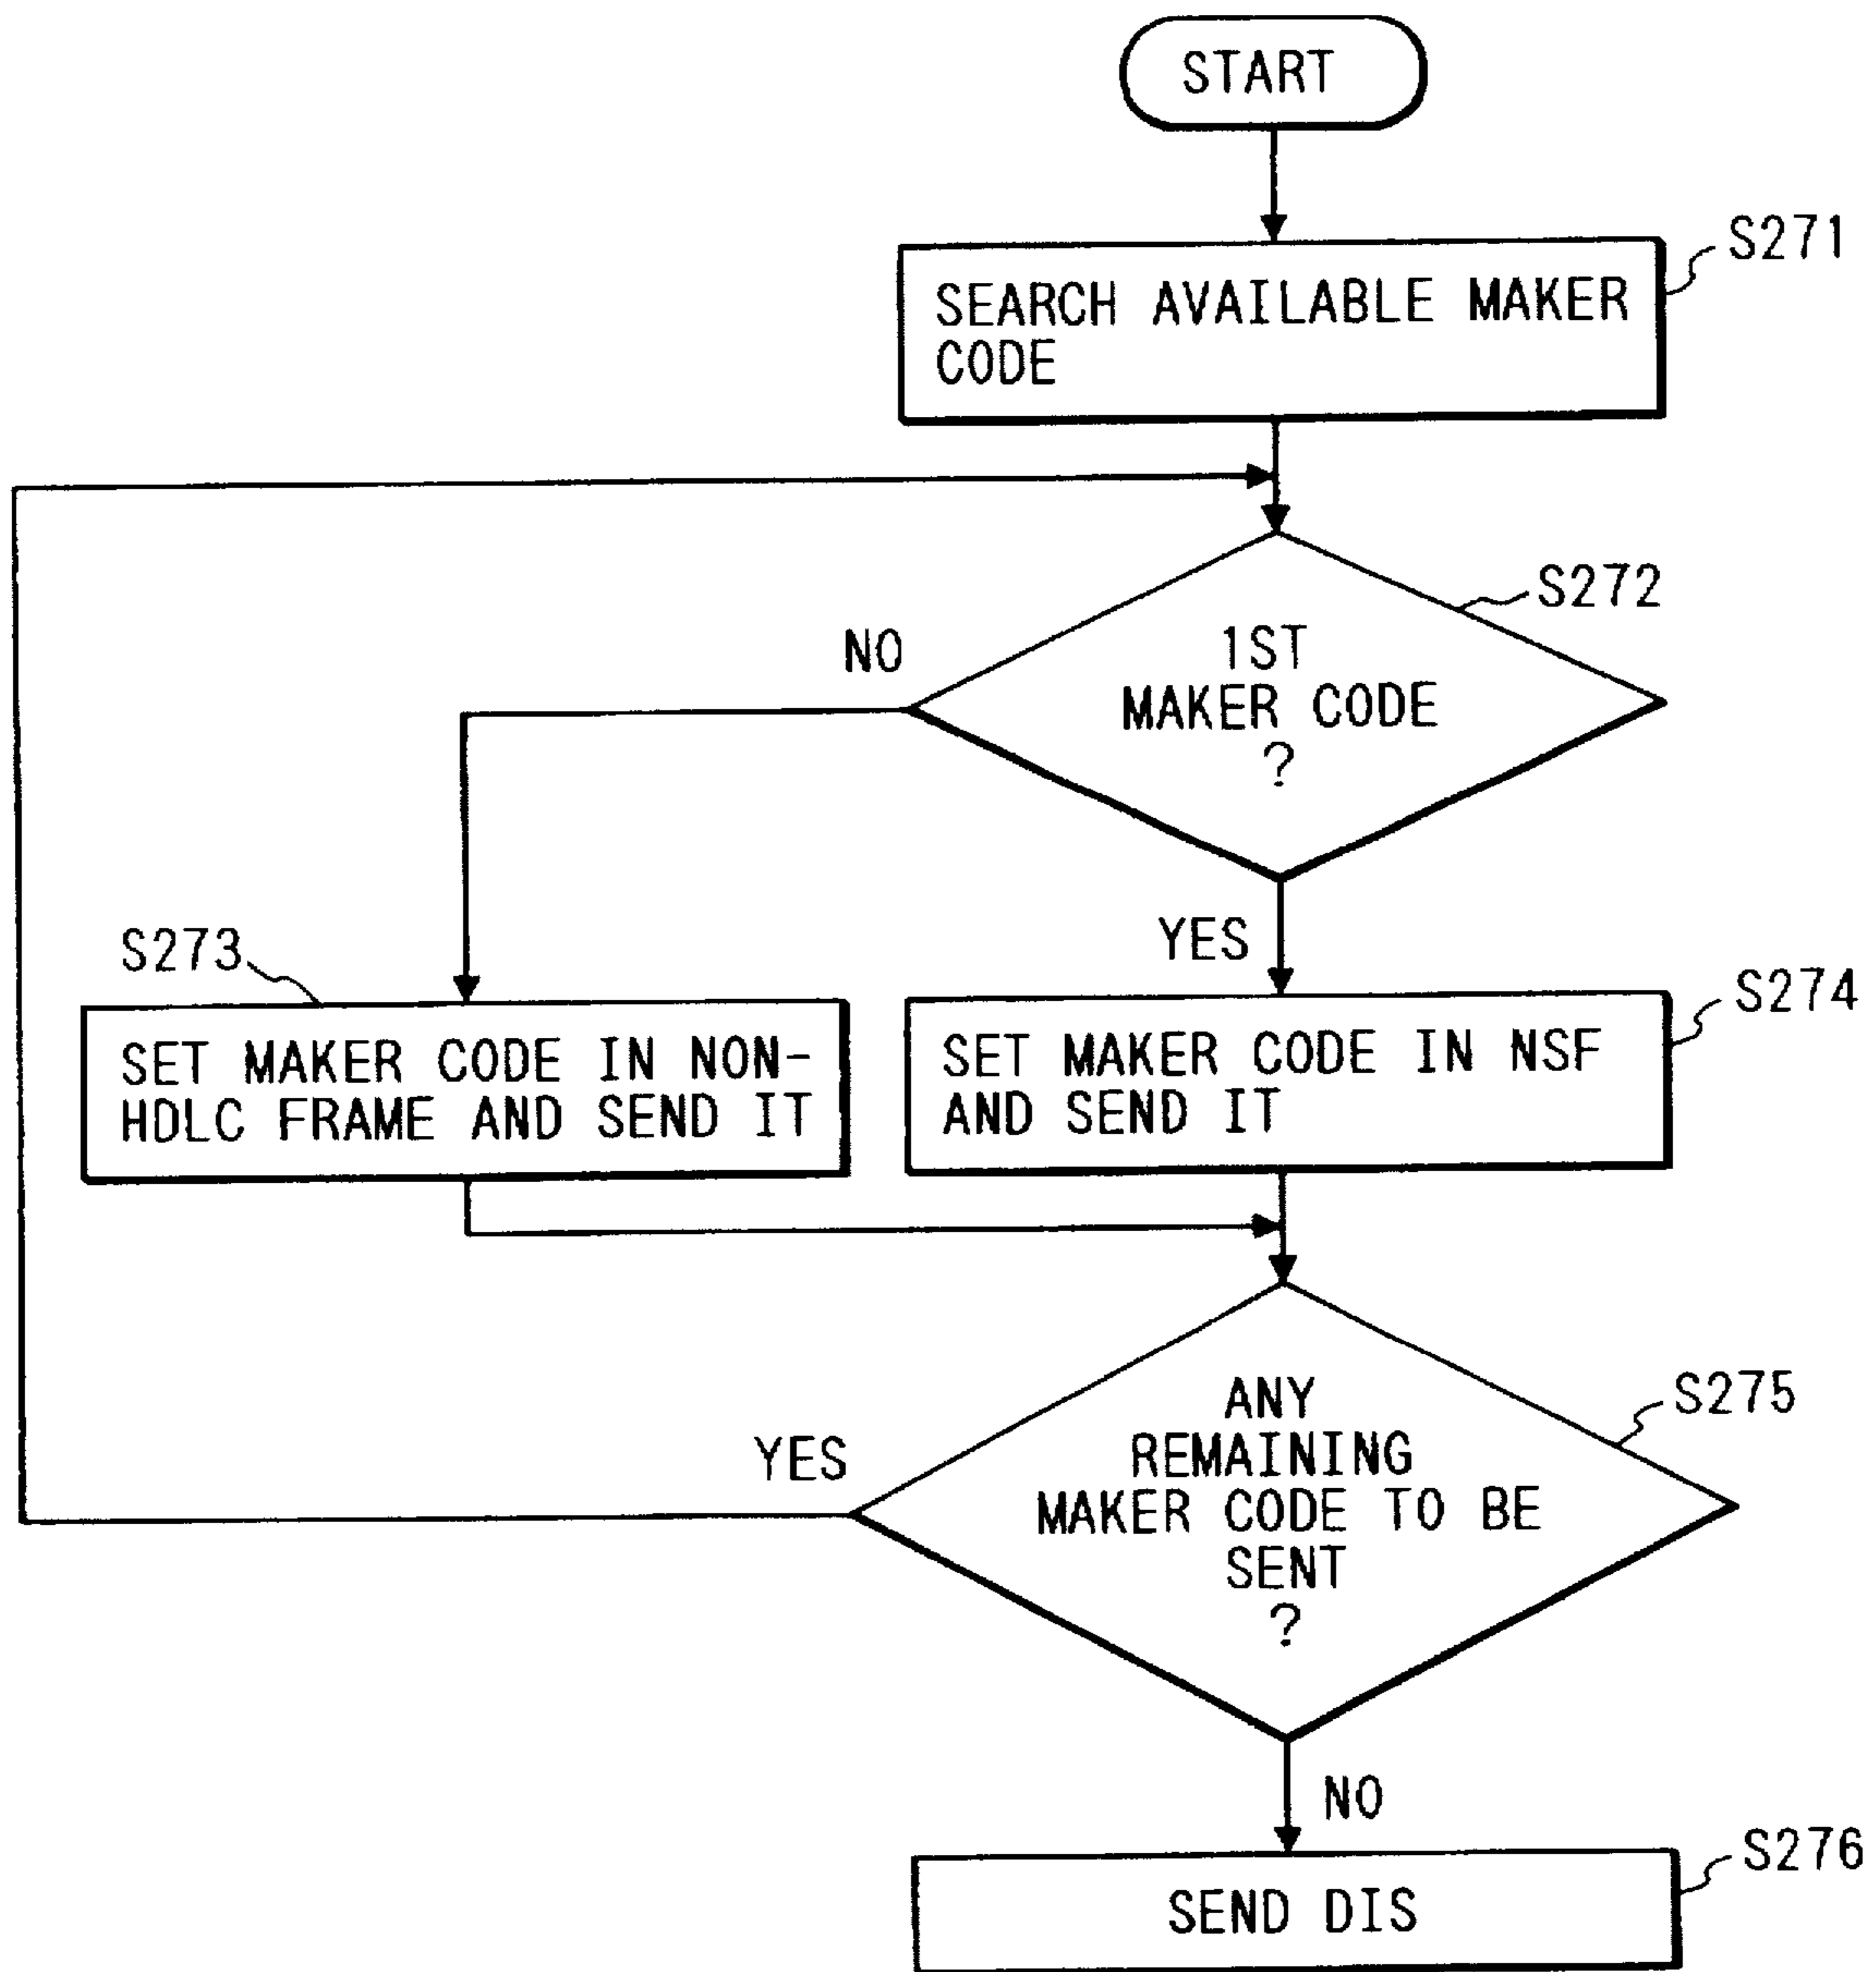 START
S271
SEARCH AVAILABLE MAKER
CODE
S272
NO
1ST
MAKER CODE
?
YES
S273
S274
SET MAKER CODE IN NON-
HDLC FRAME AND SEND IT
SET MAKER CODE IN NSF
AND SEND IT
S275
YES
ANY
REMAINING
MAKER CODE TO BE
SENT
?
NO
S276
SEND DIS